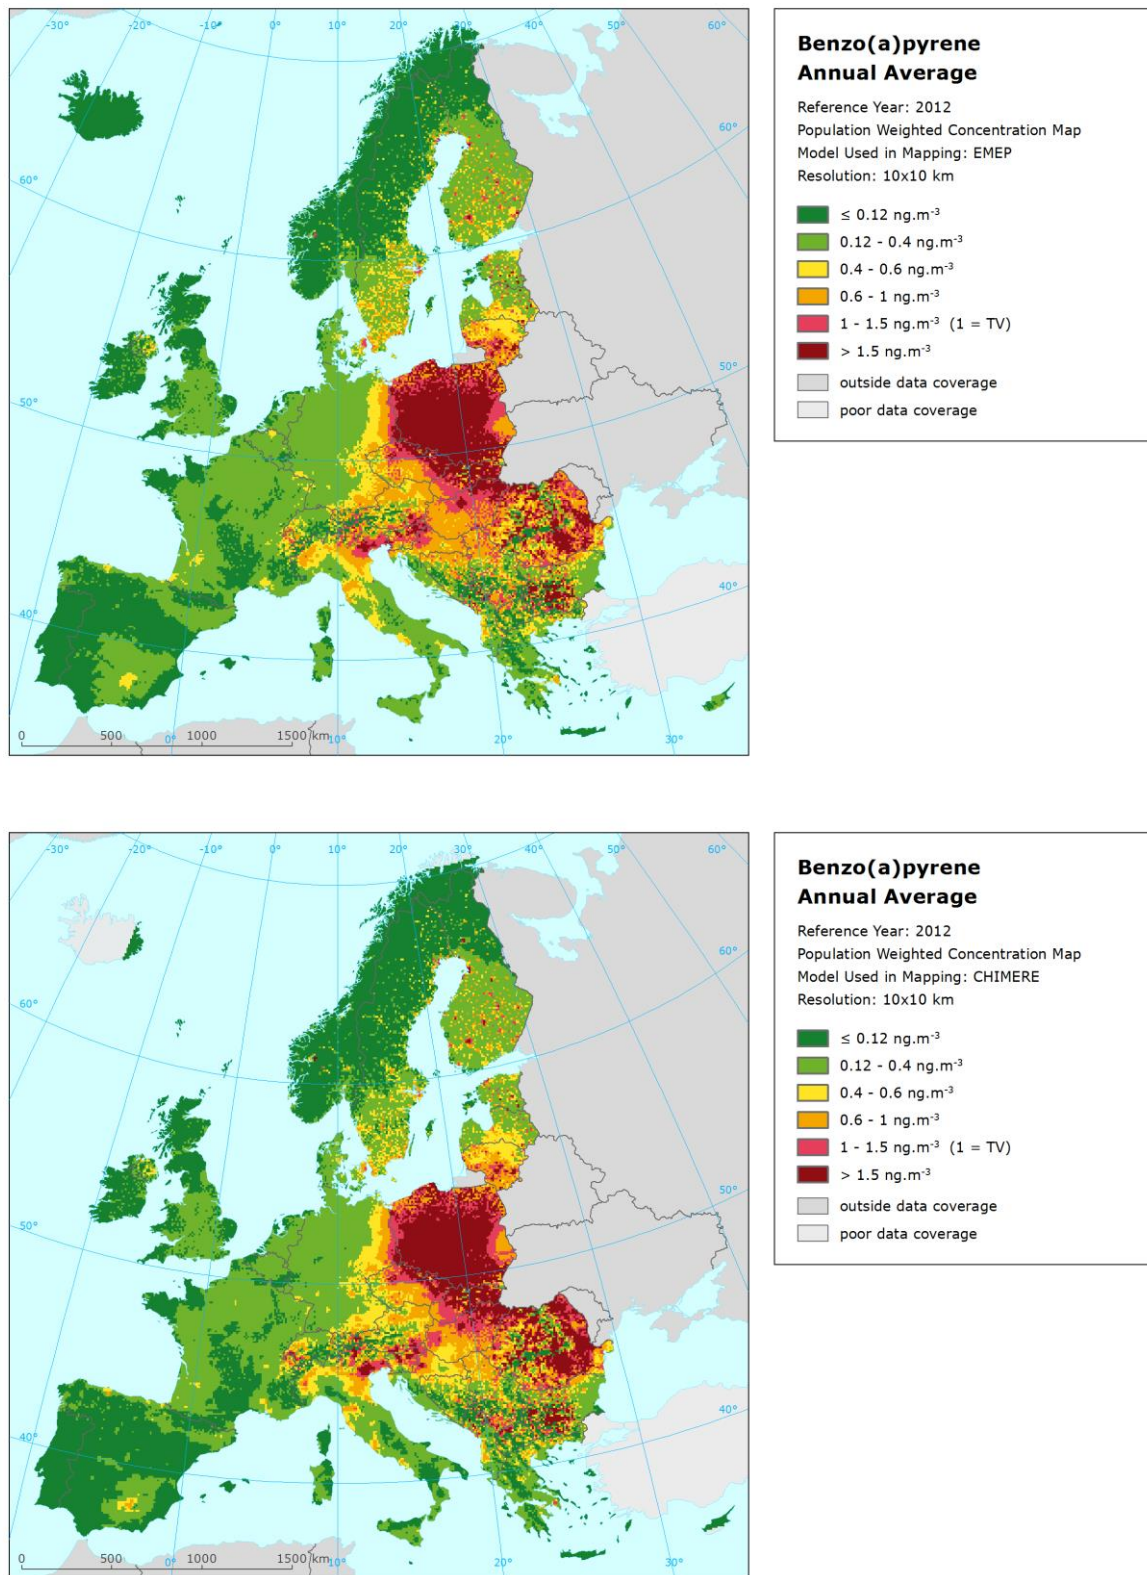 -30°
-20°
-10°
0°
10°
20°
30°
40°
50°
60°
60°
60°
50°
50°
40°
40°
0 500 1000 1500 km
0°
10°
20°
30°
Benzo(a)pyrene
Annual Average
Reference Year: 2012
Population Weighted Concentration Map
Model Used in Mapping: EMEP
Resolution: 10x10 km
≤ 0.12 ng.m⁻³
0.12 - 0.4 ng.m⁻³
0.4 - 0.6 ng.m⁻³
0.6 - 1 ng.m⁻³
1 - 1.5 ng.m⁻³ (1 = TV)
> 1.5 ng.m⁻³
outside data coverage
poor data coverage
-30°
-20°
-10°
0°
10°
20°
30°
40°
50°
60°
60°
60°
50°
50°
40°
40°
0 500 1000 1500 km
0°
10°
20°
30°
Benzo(a)pyrene
Annual Average
Reference Year: 2012
Population Weighted Concentration Map
Model Used in Mapping: CHIMERE
Resolution: 10x10 km
≤ 0.12 ng.m⁻³
0.12 - 0.4 ng.m⁻³
0.4 - 0.6 ng.m⁻³
0.6 - 1 ng.m⁻³
1 - 1.5 ng.m⁻³ (1 = TV)
> 1.5 ng.m⁻³
outside data coverage
poor data coverage